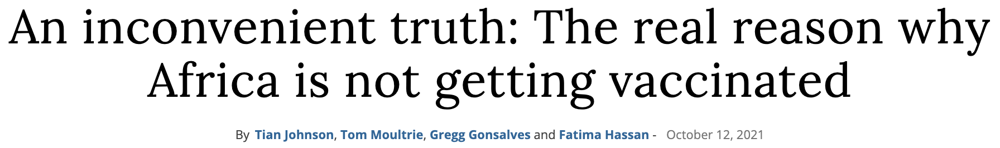 An inconvenient truth: The real reason why
Africa is not getting vaccinated
By Tian Johnson, Tom Moultrie, Gregg Gonsalves and Fatima Hassan - October 12, 2021